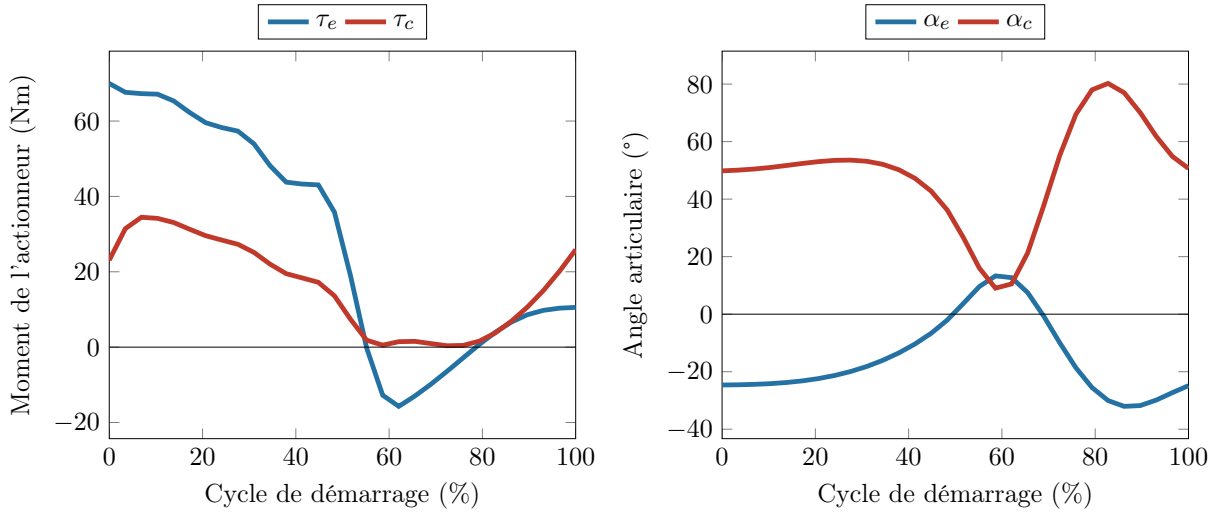 τₑ τ_c
Moment de l'actionneur (Nm)
60
40
20
0
−20
0 20 40 60 80 100
Cycle de démarrage (%)
αₑ α_c
Angle articulaire (°)
80
60
40
20
0
−20
−40
0 20 40 60 80 100
Cycle de démarrage (%)